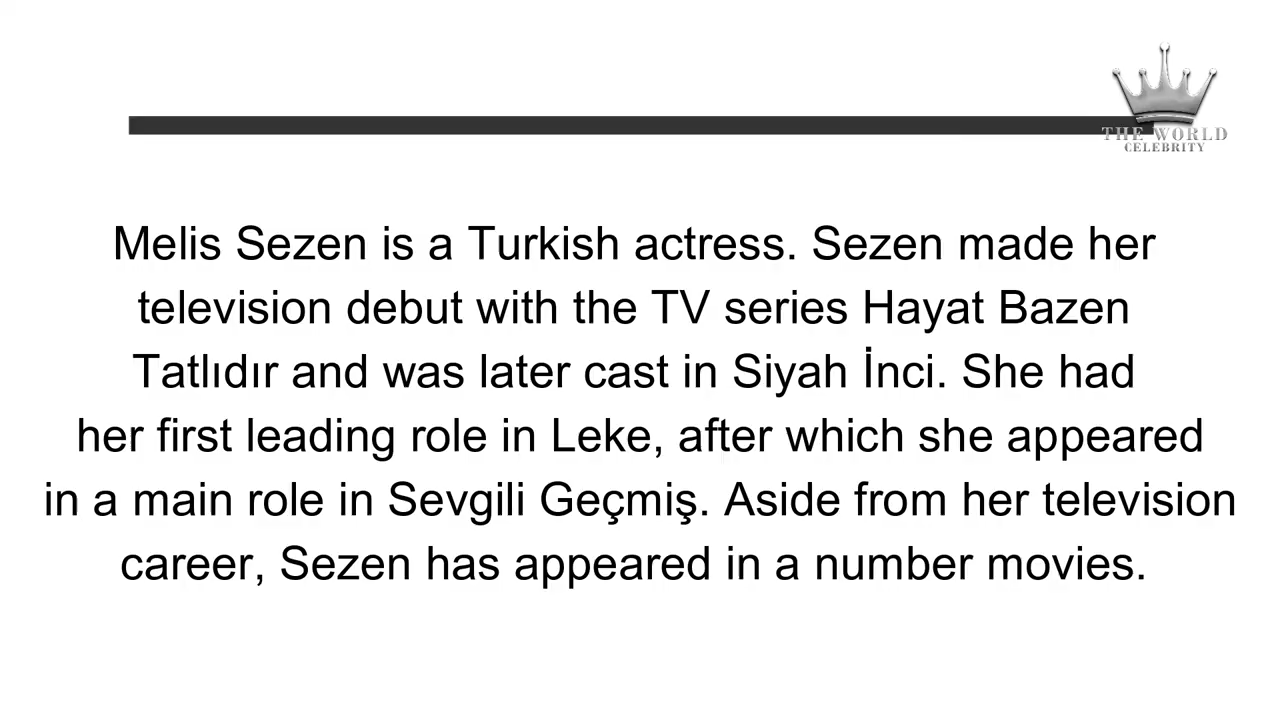 THE WORLD
CELEBRITY
Melis Sezen is a Turkish actress. Sezen made her
television debut with the TV series Hayat Bazen
Tatlıdır and was later cast in Siyah İnci. She had
her first leading role in Leke, after which she appeared
in a main role in Sevgili Geçmiş. Aside from her television
career, Sezen has appeared in a number movies.